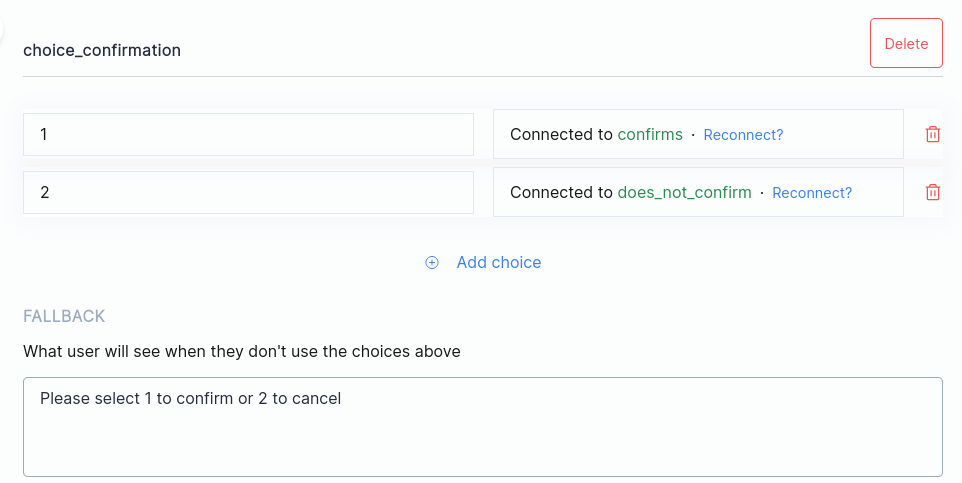 choice_confirmation
Delete
1
Connected to confirms · Reconnect?
2
Connected to does_not_confirm · Reconnect?
Add choice
FALLBACK
What user will see when they don't use the choices above
Please select 1 to confirm or 2 to cancel